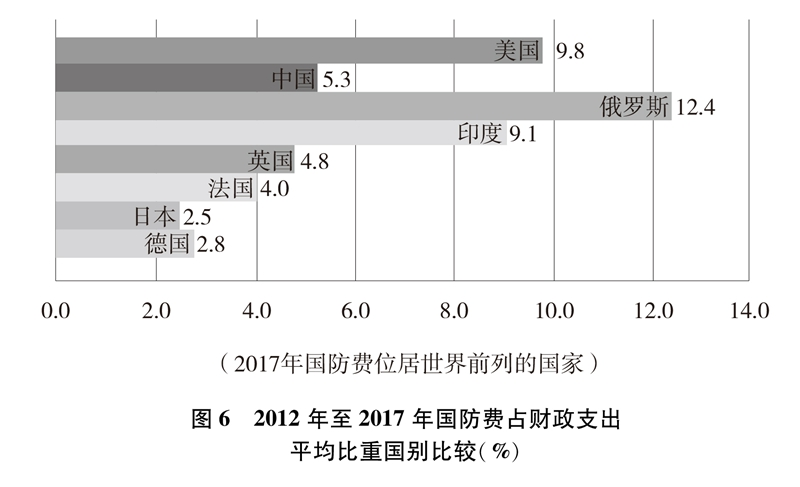 美国 9.8
中国 5.3
俄罗斯 12.4
印度 9.1
英国 4.8
法国 4.0
日本 2.5
德国 2.8
0.0 2.0 4.0 6.0 8.0 10.0 12.0 14.0
（2017年国防费位居世界前列的国家）
图 6 2012 年至 2017 年国防费占财政支出
平均比重国别比较(%)